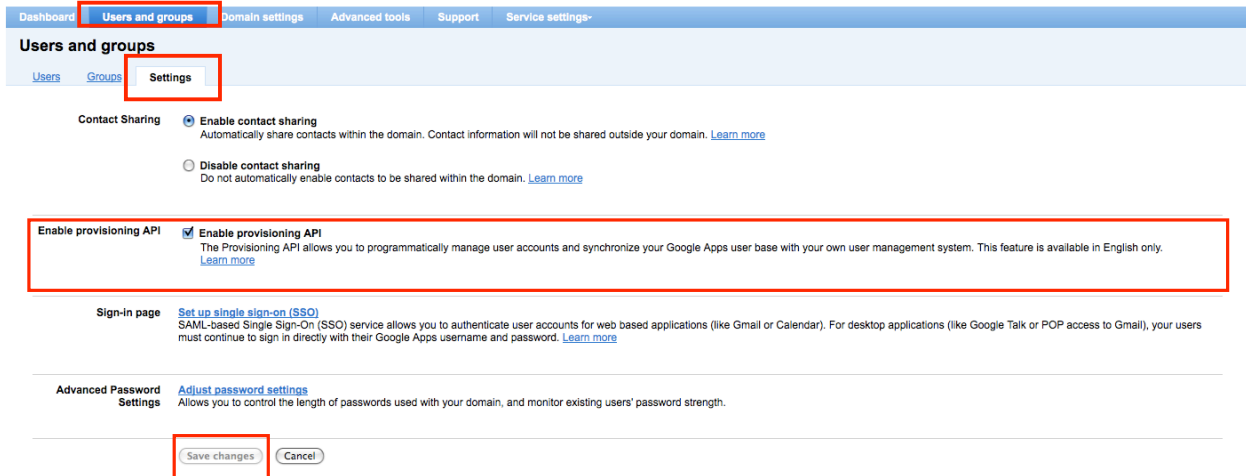 Dashboard Users and groups Domain settings Advanced tools Support Service settings
Users and groups
Users Groups Settings
Contact Sharing Enable contact sharing
Automatically share contacts within the domain. Contact information will not be shared outside your domain. Learn more
Disable contact sharing
Do not automatically enable contacts to be shared within the domain. Learn more
Enable provisioning API Enable provisioning API
The Provisioning API allows you to programmatically manage user accounts and synchronize your Google Apps user base with your own user management system. This feature is available in English only.
Learn more
Sign-in page Set up single sign-on (SSO)
SAML-based Single Sign-On (SSO) service allows you to authenticate user accounts for web based applications (like Gmail or Calendar). For desktop applications (like Google Talk or POP access to Gmail), your users
must continue to sign in directly with their Google Apps username and password. Learn more
Advanced Password Adjust password settings
Settings Allows you to control the length of passwords used with your domain, and monitor existing users' password strength.
Save changes Cancel